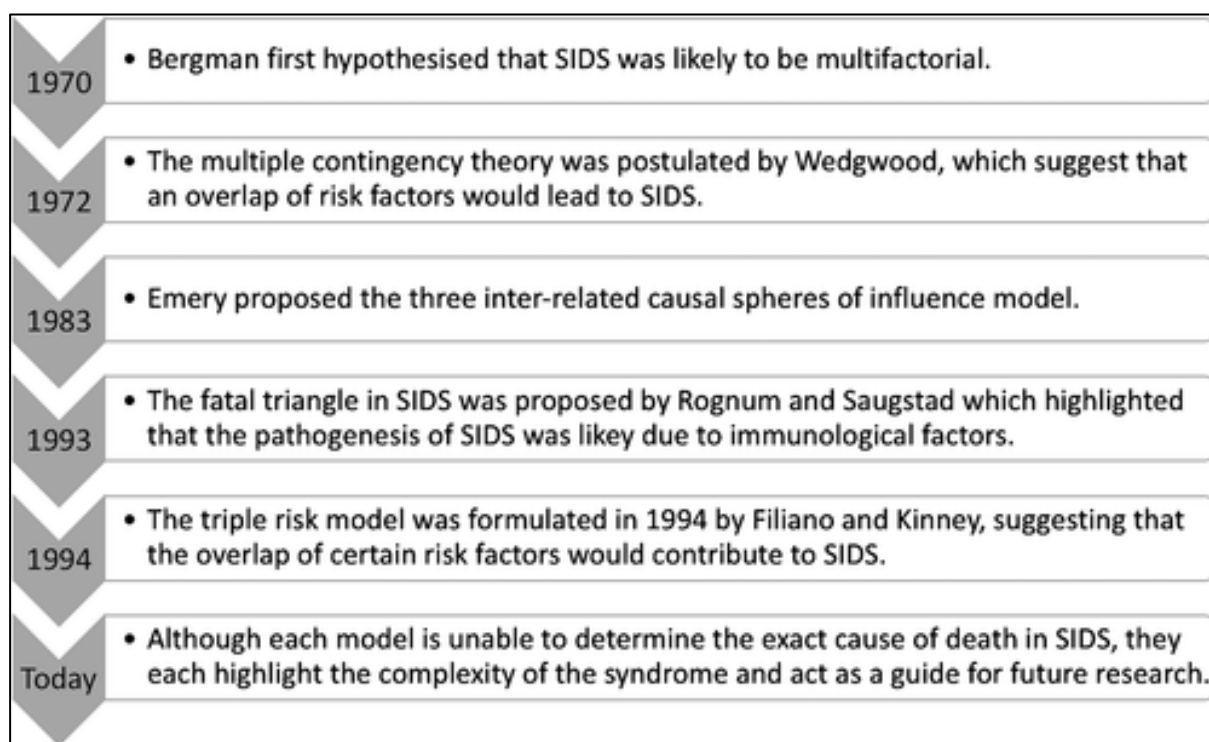 1970
• Bergman first hypothesised that SIDS was likely to be multifactorial.
1972
• The multiple contingency theory was postulated by Wedgwood, which suggest that
an overlap of risk factors would lead to SIDS.
1983
• Emery proposed the three inter-related causal spheres of influence model.
1993
• The fatal triangle in SIDS was proposed by Rognum and Saugstad which highlighted
that the pathogenesis of SIDS was likey due to immunological factors.
1994
• The triple risk model was formulated in 1994 by Filiano and Kinney, suggesting that
the overlap of certain risk factors would contribute to SIDS.
Today
• Although each model is unable to determine the exact cause of death in SIDS, they
each highlight the complexity of the syndrome and act as a guide for future research.